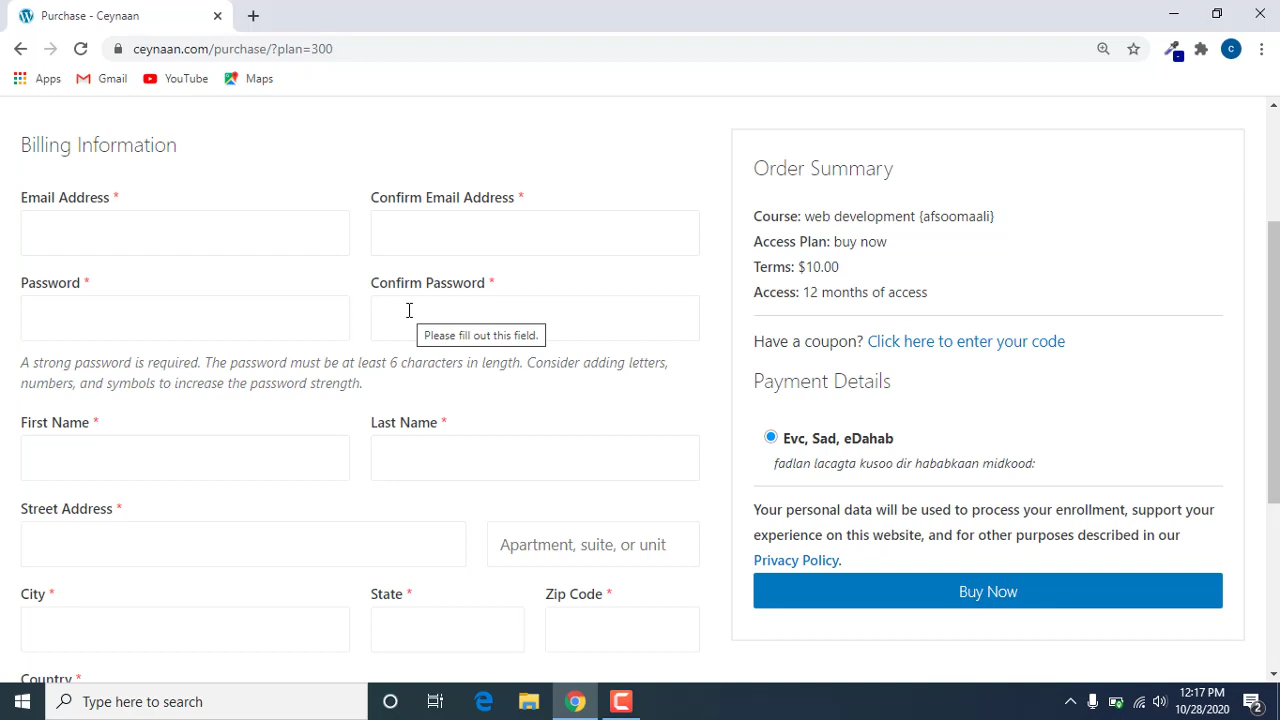 Purchase - Ceynaan
ceynaan.com/purchase/?plan=300
c
Apps
Gmail
YouTube
Maps
Billing Information
Email Address *
Confirm Email Address *
Password *
Confirm Password *
Please fill out this field.
A strong password is required. The password must be at least 6 characters in length. Consider adding letters,
numbers, and symbols to increase the password strength.
First Name *
Last Name *
Street Address *
Apartment, suite, or unit
City *
State *
Zip Code *
Country *
Order Summary
Course: web development {afsoomaali}
Access Plan: buy now
Terms: $10.00
Access: 12 months of access
Have a coupon? Click here to enter your code
Payment Details
Evc, Sad, eDahab
fadlan lacagta kusoo dir hababkaan midkood:
Your personal data will be used to process your enrollment, support your
experience on this website, and for other purposes described in our
Privacy Policy.
Buy Now
Type here to search
12:17 PM
10/28/2020
2